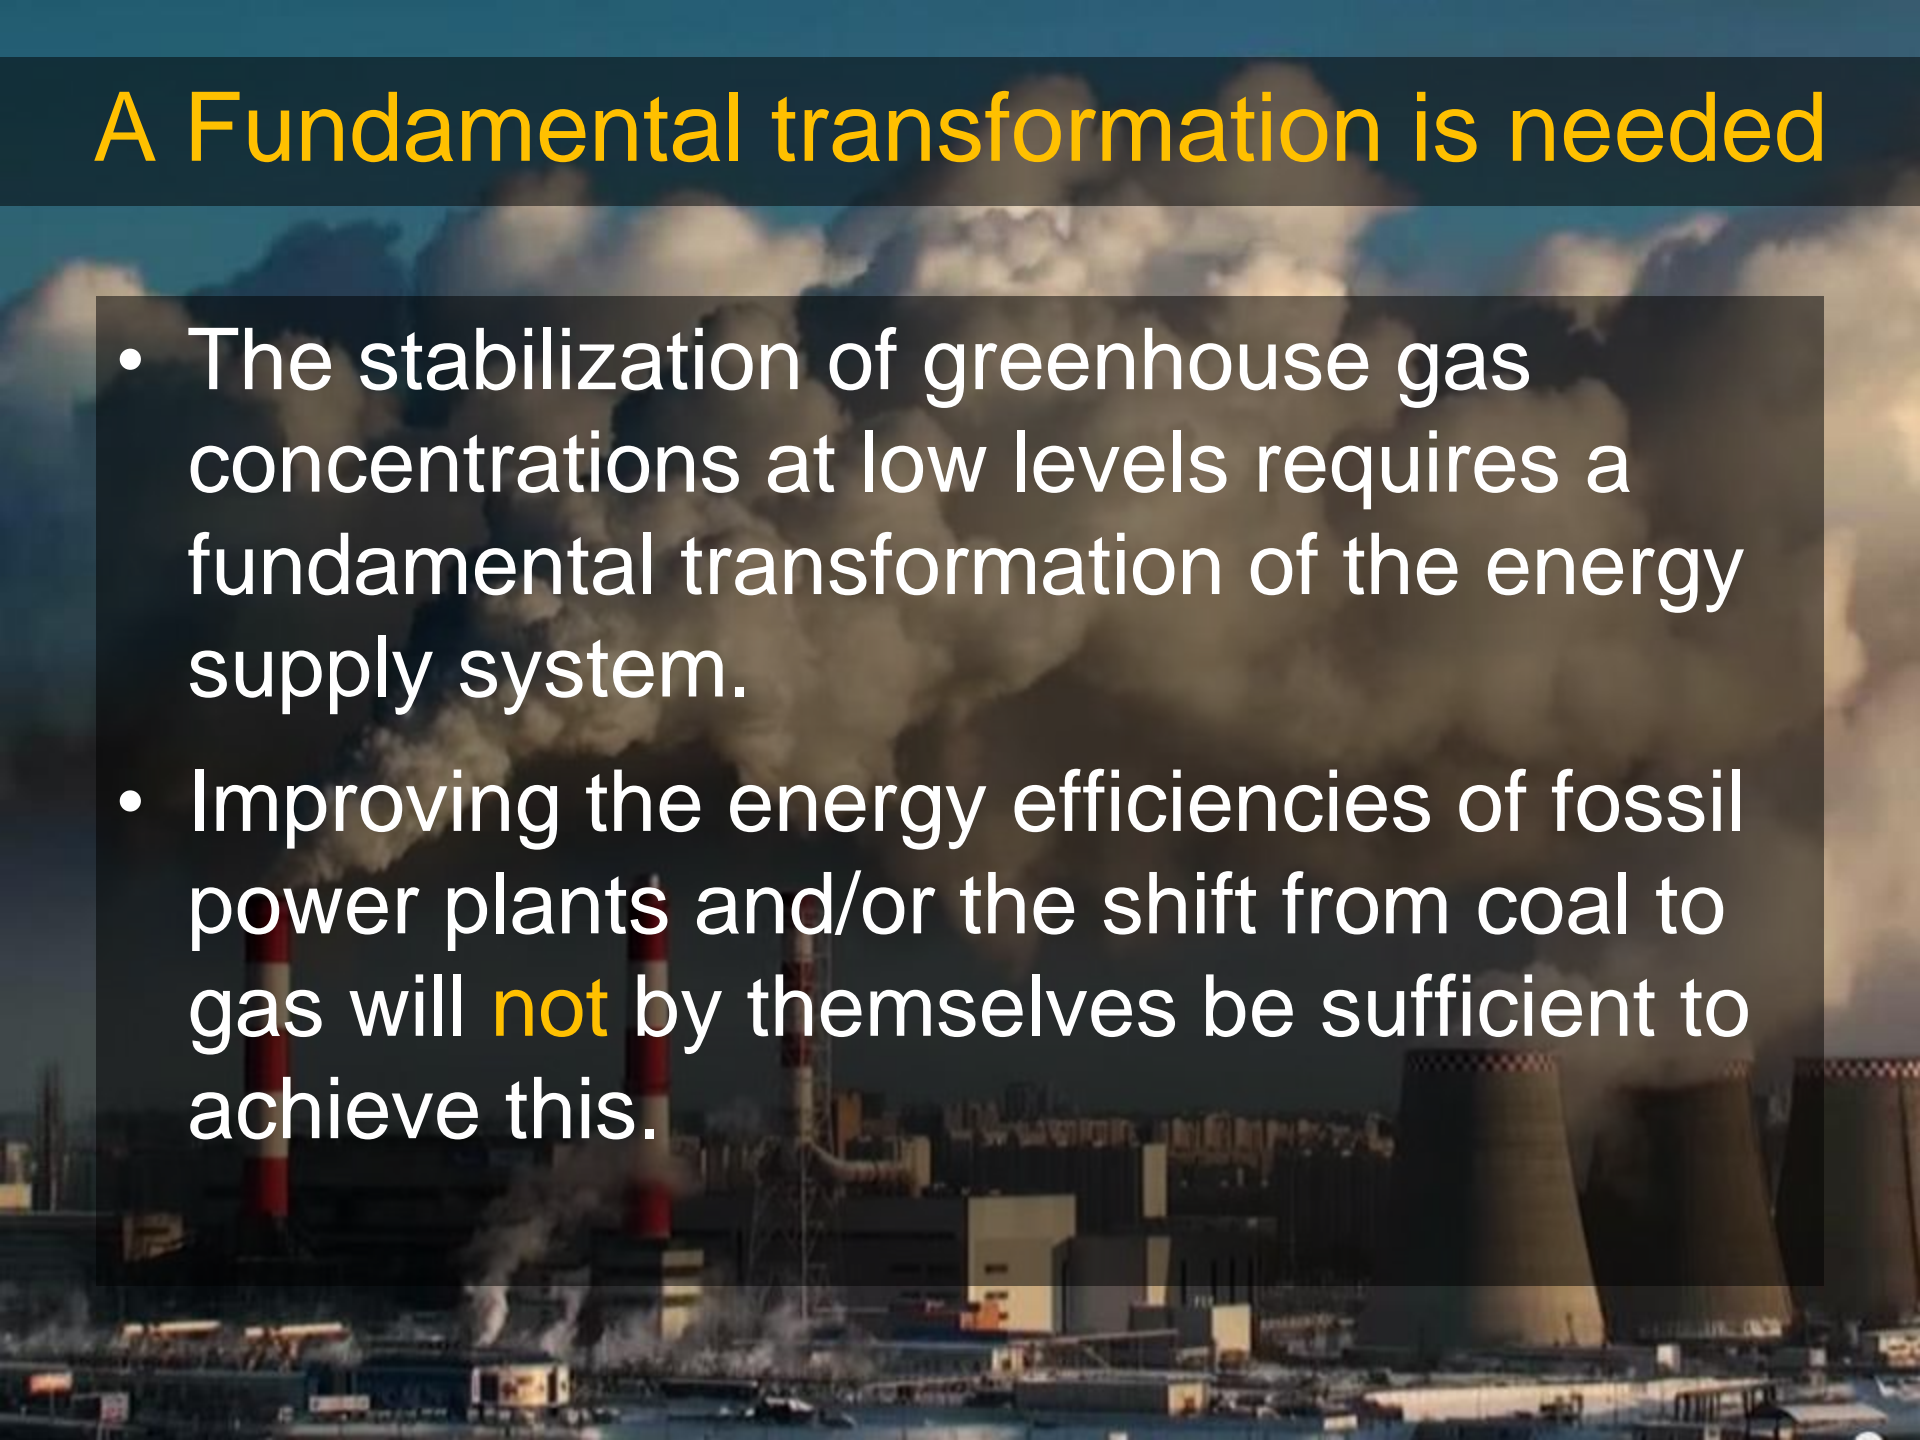 A Fundamental transformation is needed
• The stabilization of greenhouse gas
concentrations at low levels requires a
fundamental transformation of the energy
supply system.
• Improving the energy efficiencies of fossil
power plants and/or the shift from coal to
gas will not by themselves be sufficient to
achieve this.